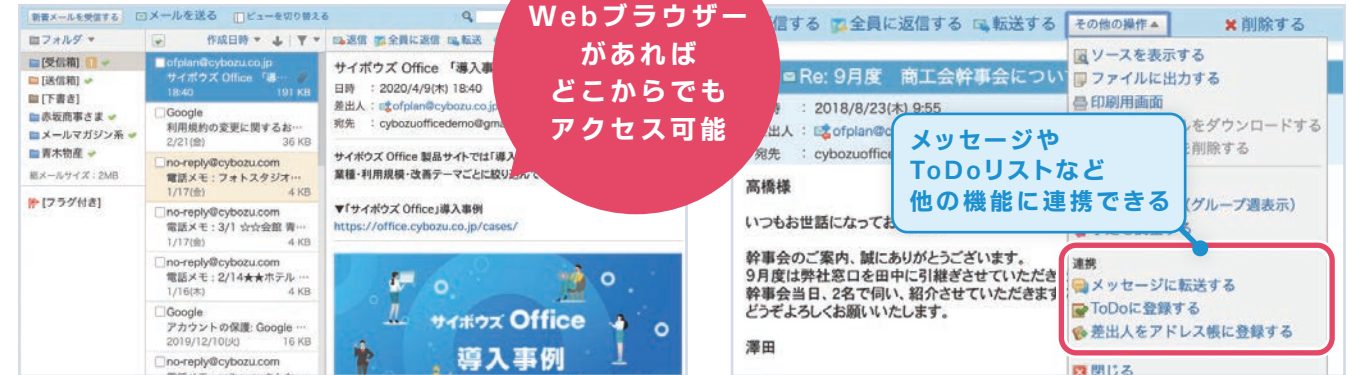 新着メールを受信する
メールを送る
ビューを切り替える
フォルダ
[受信箱]
[送信箱]
[下書き]
赤坂商事さま
メールマガジン系
青木物産
総メールサイズ:2MB
[フラグ付き]
作成日時
ofplan@cybozu.co.jp
サイボウズ Office 「導…
18:40 191 KB
Google
利用規約の変更に関するお…
2/21(金) 36 KB
no-reply@cybozu.com
電話メモ:フォトスタジオ…
1/17(金) 4 KB
no-reply@cybozu.com
電話メモ:3/1 ☆☆会館 青…
1/17(金) 4 KB
no-reply@cybozu.com
電話メモ:2/14★★ホテル …
1/16(木) 4 KB
Google
アカウントの保護: Google …
2019/12/10(火) 16 KB
no-reply@cybozu.com
返信 全員に返信 転送
サイボウズ Office 「導入事
日時 :2020/4/9(木) 18:40
差出人:ofplan@cybozu.co.jp
宛先 :cybozuofficedemo@gma
サイボウズ Office 製品サイトでは「導入
業種・利用規模・改善テーマごとに絞り込んで
▼「サイボウズ Office」導入事例
https://office.cybozu.co.jp/cases/
サイボウズ Office
導入事例
Webブラウザー
があれば
どこからでも
アクセス可能
信する 全員に返信する 転送する その他の操作▲ 削除する
Re: 9月度 商工会幹事会につい
: 2018/8/23(木) 9:55
出人 : ofplan@c
宛先 : cybozuoffice
高橋様
いつもお世話になってお
幹事会のご案内、誠にありがとうございます。
9月度は弊社窓口を田中に引継ぎさせていただき
幹事会当日、2名で伺い、紹介させていただきます
どうぞよろしくお願いいたします。
澤田
メッセージや
ToDoリストなど
他の機能に連携できる
ソースを表示する
ファイルに出力する
印刷用画面
をダウンロードする
削除する
(グループ週表示)
連携
メッセージに転送する
ToDoに登録する
差出人をアドレス帳に登録する
閉じる